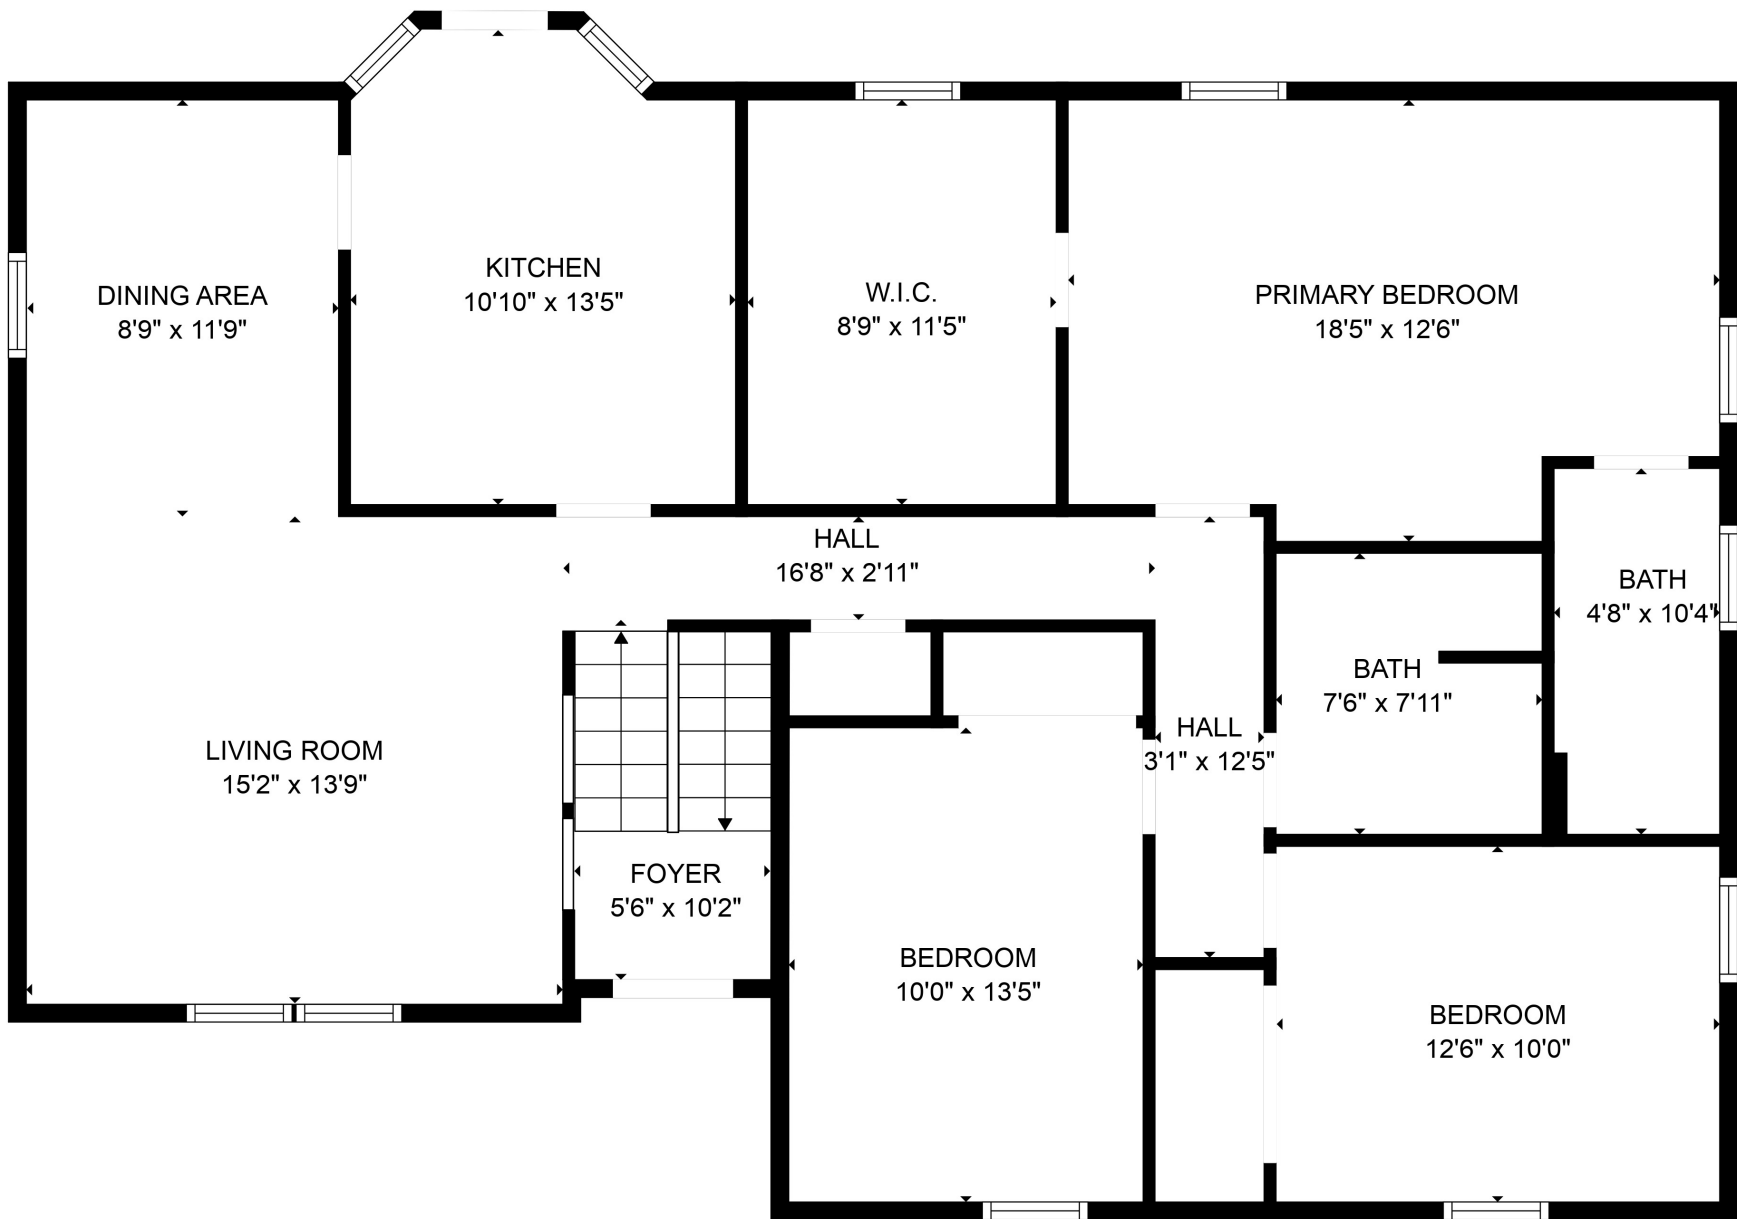 DINING AREA
8'9" x 11'9"
KITCHEN
10'10" x 13'5"
W.I.C.
8'9" x 11'5"
PRIMARY BEDROOM
18'5" x 12'6"
HALL
16'8" x 2'11"
BATH
4'8" x 10'4"
BATH
7'6" x 7'11"
HALL
3'1" x 12'5"
LIVING ROOM
15'2" x 13'9"
FOYER
5'6" x 10'2"
BEDROOM
10'0" x 13'5"
BEDROOM
12'6" x 10'0"